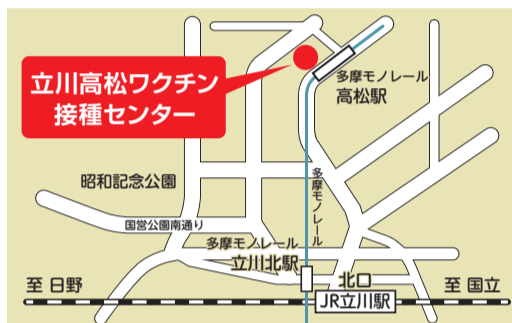 立川高松ワクチン
接種センター
多摩モノレール
高松駅
昭和記念公園
多摩モノレール
国営公園南通り
多摩モノレール
立川北駅
北口
至 日野
至 国立
JR立川駅